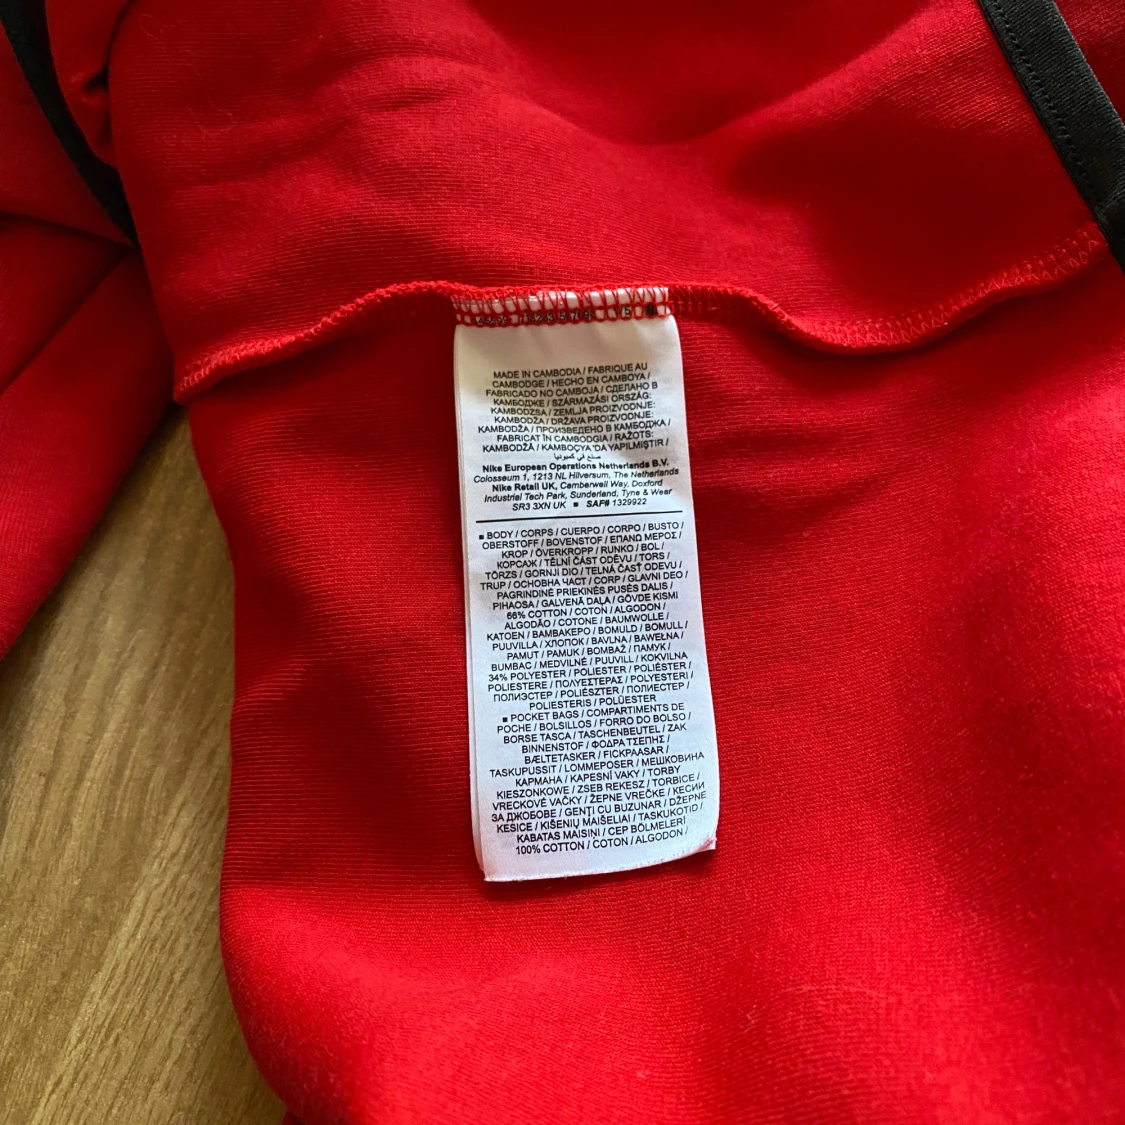 MADE IN CAMBODIA / FABRIQUE AU
CAMBODGE / HECHO EN CAMBOYA /
FABRICADO NO CAMBOJA / СДЕЛАНО В
КАМБОДЖЕ / SZÁRMAZÁSI ORSZÁG:
KAMBODZSA / ZEMLJA PROIZVODNJE:
KAMBODŽA / DRŽAVA PROIZVODNJE:
KAMBODŽA / ПРОИЗВЕДЕНО В КАМБОДЖА /
FABRICAT ÎN CAMBODGIA / RAŽOTS:
KAMBODŽĀ / KAMBOÇYA 'DA YAPILMIŞTIR /
صنع في كمبوديا
Nike European Operations Netherlands B.V.
Colosseum 1, 1213 NL Hilversum, The Netherlands
Nike Retail UK, Camberwell Way, Doxford
Industriel Tech Park, Sunderland, Tyne & Wear
SR3 3XN UK ■ SAF# 1329922
■ BODY / CORPS / CUERPO / CORPO / BUSTO /
OBERSTOFF / BOVENSTOF / ΕΠΑΝΩ ΜΕΡΟΣ /
KROP / ÖVERKROPP / RUNKO / BOL /
КОРСАЖ / TĚLNÍ ČÁST ODĚVU / TORS /
TÖRZS / GORNJI DIO / TELNÁ ČASŤ ODEVU /
TRUP / ОСНОВНА ЧАСТ / CORP / GLAVNI DEO /
PAGRINDINĖ PRIEKINĖS PUSĖS DALIS /
PIHAOSA / GALVENĀ DAĻA / GÖVDE KISMI
66% COTTON / COTON / ALGODON /
ALGODÃO / COTONE / BAUMWOLLE /
KATOEN / ΒΑΜΒΑΚΕΡΟ / BOMULD / BOMULL /
PUUVILLA / ХЛОПОК / BAVLNA / BAWEŁNA /
PAMUT / PAMUK / BOMBAŽ / ПАМУК /
BUMBAC / MEDVILNĖ / PUUVILL / KOKVILNA
34% POLYESTER / POLIESTER / POLIÉSTER /
POLIESTERE / ΠΟΛΥΕΣΤΕΡΑΣ / POLYESTERI /
ПОЛИЭСТЕР / POLIÉSZTER / ПОЛИЕСТЕР /
POLIESTERIS / POLÜESTER
■ POCKET BAGS / COMPARTIMENTS DE
POCHE / BOLSILLOS / FORRO DO BOLSO /
BORSE TASCA / TASCHENBEUTEL / ZAK
BINNENSTOF / ΦΟΔΡΑ ΤΣΕΠΗΣ /
BÆLTETASKER / FICKPAASAR /
TASKUPUSSIT / LOMMEPOSER / МЕШКОВИНА
КАРМАНА / KAPESNÍ VAKY / TORBY
KIESZONKOWE / ZSEB REKESZ / TORBICE /
VRECKOVÉ VAČKY / ŽEPNE VREČKE / КЕСИИ
ЗА ДЖОБОВЕ / GENȚI CU BUZUNAR / DŽEPNE
KESICE / KIŠENIŲ MAIŠELIAI / TASKUKOTID /
KABATAS MAISIŅI / CEP BÖLMELERİ
100% COTTON / COTON / ALGODON /